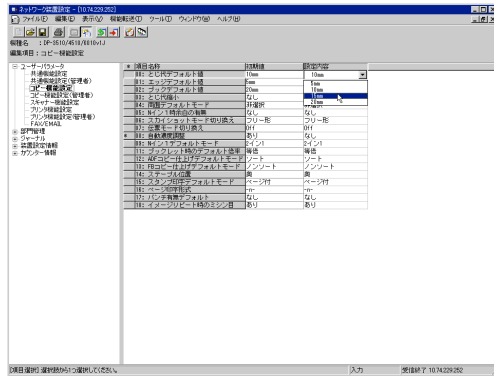 ネットワーク装置設定 - [10.74.229.252]
ファイル(F) 編集(E) 表示(V) 機能転送(T) ツール(T) ウィンドウ(W) ヘルプ(H)
機種名 : DP-3510/4510/6010v1J
編集項目 : コピー機能設定
ユーザーパラメータ
共通機能設定
共通機能設定(管理者)
コピー機能設定
コピー機能設定(管理者)
スキャナー機能設定
プリンタ機能設定
プリンタ機能設定(管理者)
FAX/EMAIL
部門管理
ジャーナル
装置設定情報
カウンター情報
* 項目名称 初期値 設定内容
00: とじ代デフォルト値 10mm 10mm
01: エッジデフォルト値 5mm 5mm
02: ブックデフォルト値 20mm 10mm
03: とじ代縮小 なし 15mm
20mm
04: 両面デフォルトモード 非選択 非選択
05: Nイン1時余白の有無 なし なし
06: スカイショットモード切り換え フリー形 フリー形
07: 位置モード切り換え Off Off
* 08: 自動濃度調整 あり なし
09: Nイン1デフォルトモード 2イン1 2イン1
11: ブックレット時のデフォルト倍率 等倍 等倍
12: ADFコピー仕上げデフォルトモード ソート ソート
13: FBコピー仕上げデフォルトモード ノンソート ノンソート
14: ステープル位置 奥 奥
15: スタンプ印字デフォルトモード ページ付 ページ付
16: ページ印字形式 -n- -n-
17: パンチ有無デフォルト なし なし
18: イメージリピート時のミシン目 あり あり
[項目選択] 選択肢から1つ選択してください。 入力 受信終了 10.74.229.252